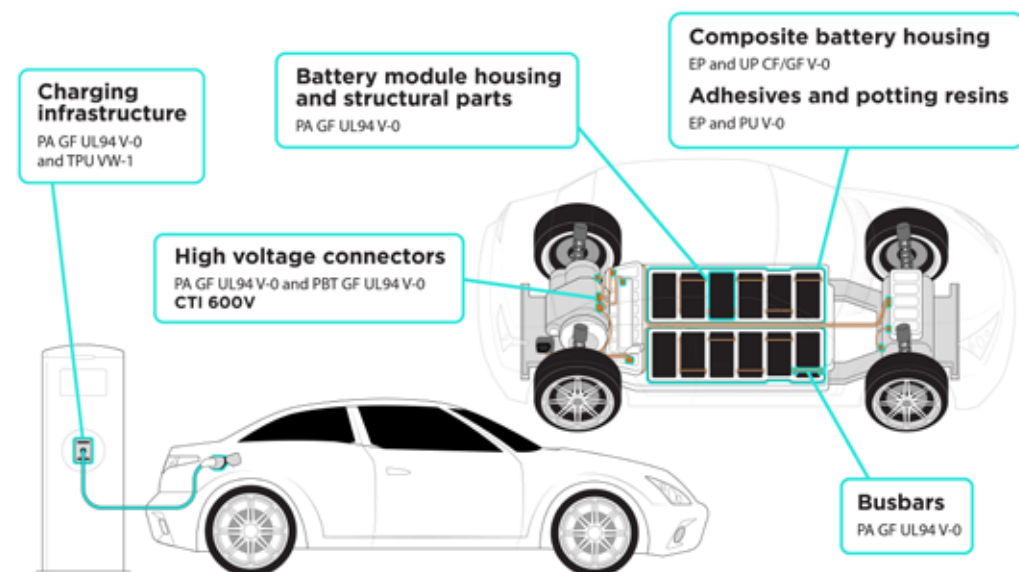 Charging
infrastructure
PA GF UL94 V-0
and TPU VW-1
Battery module housing
and structural parts
PA GF UL94 V-0
Composite battery housing
EP and UP CF/GF V-0
Adhesives and potting resins
EP and PU V-0
High voltage connectors
PA GF UL94 V-0 and PBT GF UL94 V-0
CTI 600V
Busbars
PA GF UL94 V-0